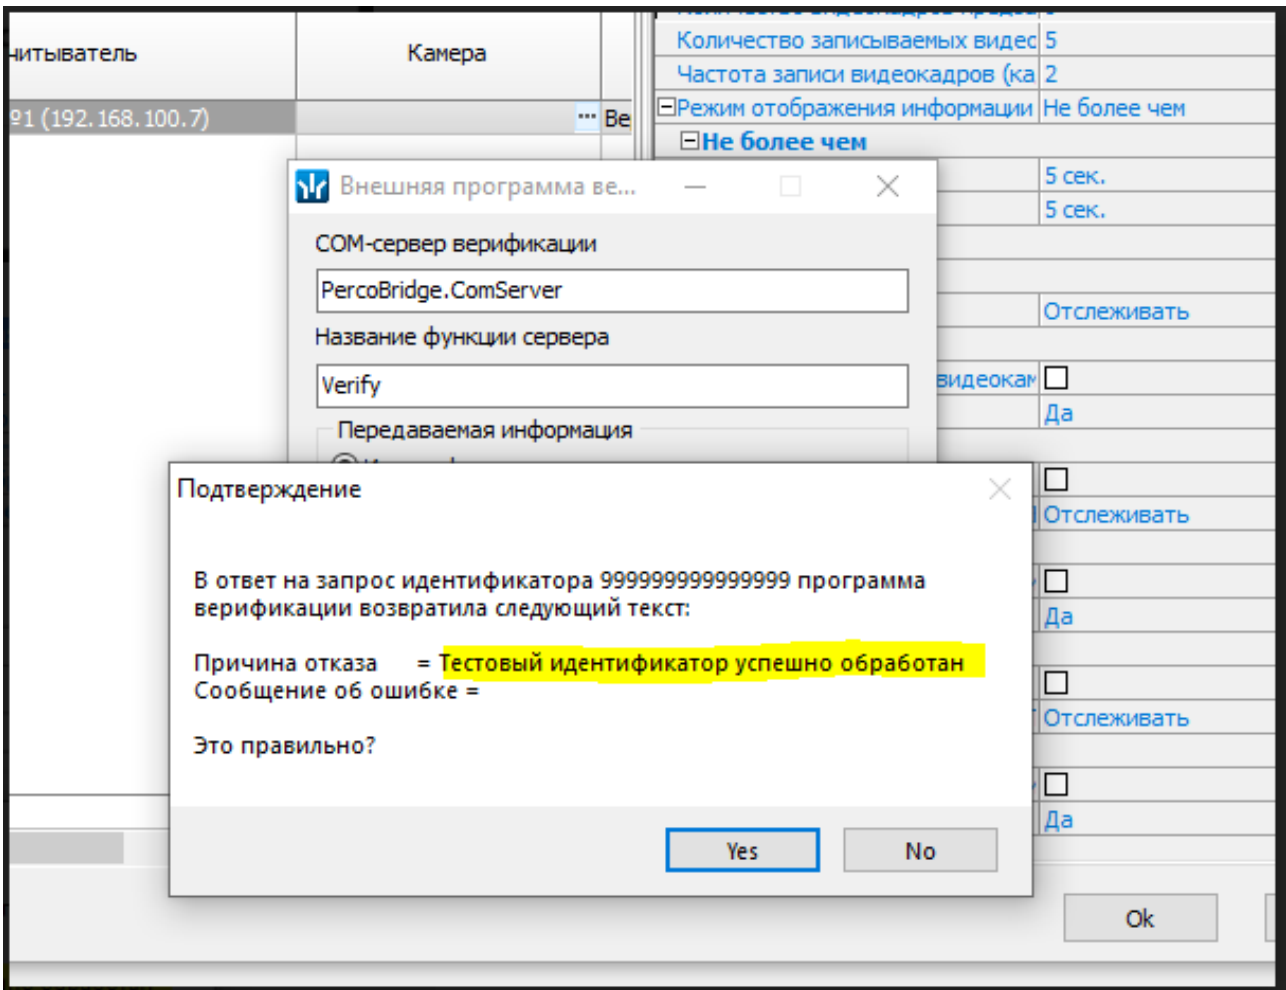 читыватель
Камера
Количество записываемых видес 5
Частота записи видеокадров (ка 2
№1 (192.168.100.7) ... Ве
Режим отображения информации Не более чем
Не более чем
5 сек.
5 сек.
Внешняя программа ве...
COM-сервер верификации
PercoBridge.ComServer
Название функции сервера
Отслеживать
Verify
видеокам
Да
Передаваемая информация
Подтверждение
Отслеживать
В ответ на запрос идентификатора 999999999999999 программа
верификации возвратила следующий текст:
Да
Причина отказа = Тестовый идентификатор успешно обработан
Сообщение об ошибке =
Отслеживать
Это правильно?
Да
Yes No
Ok